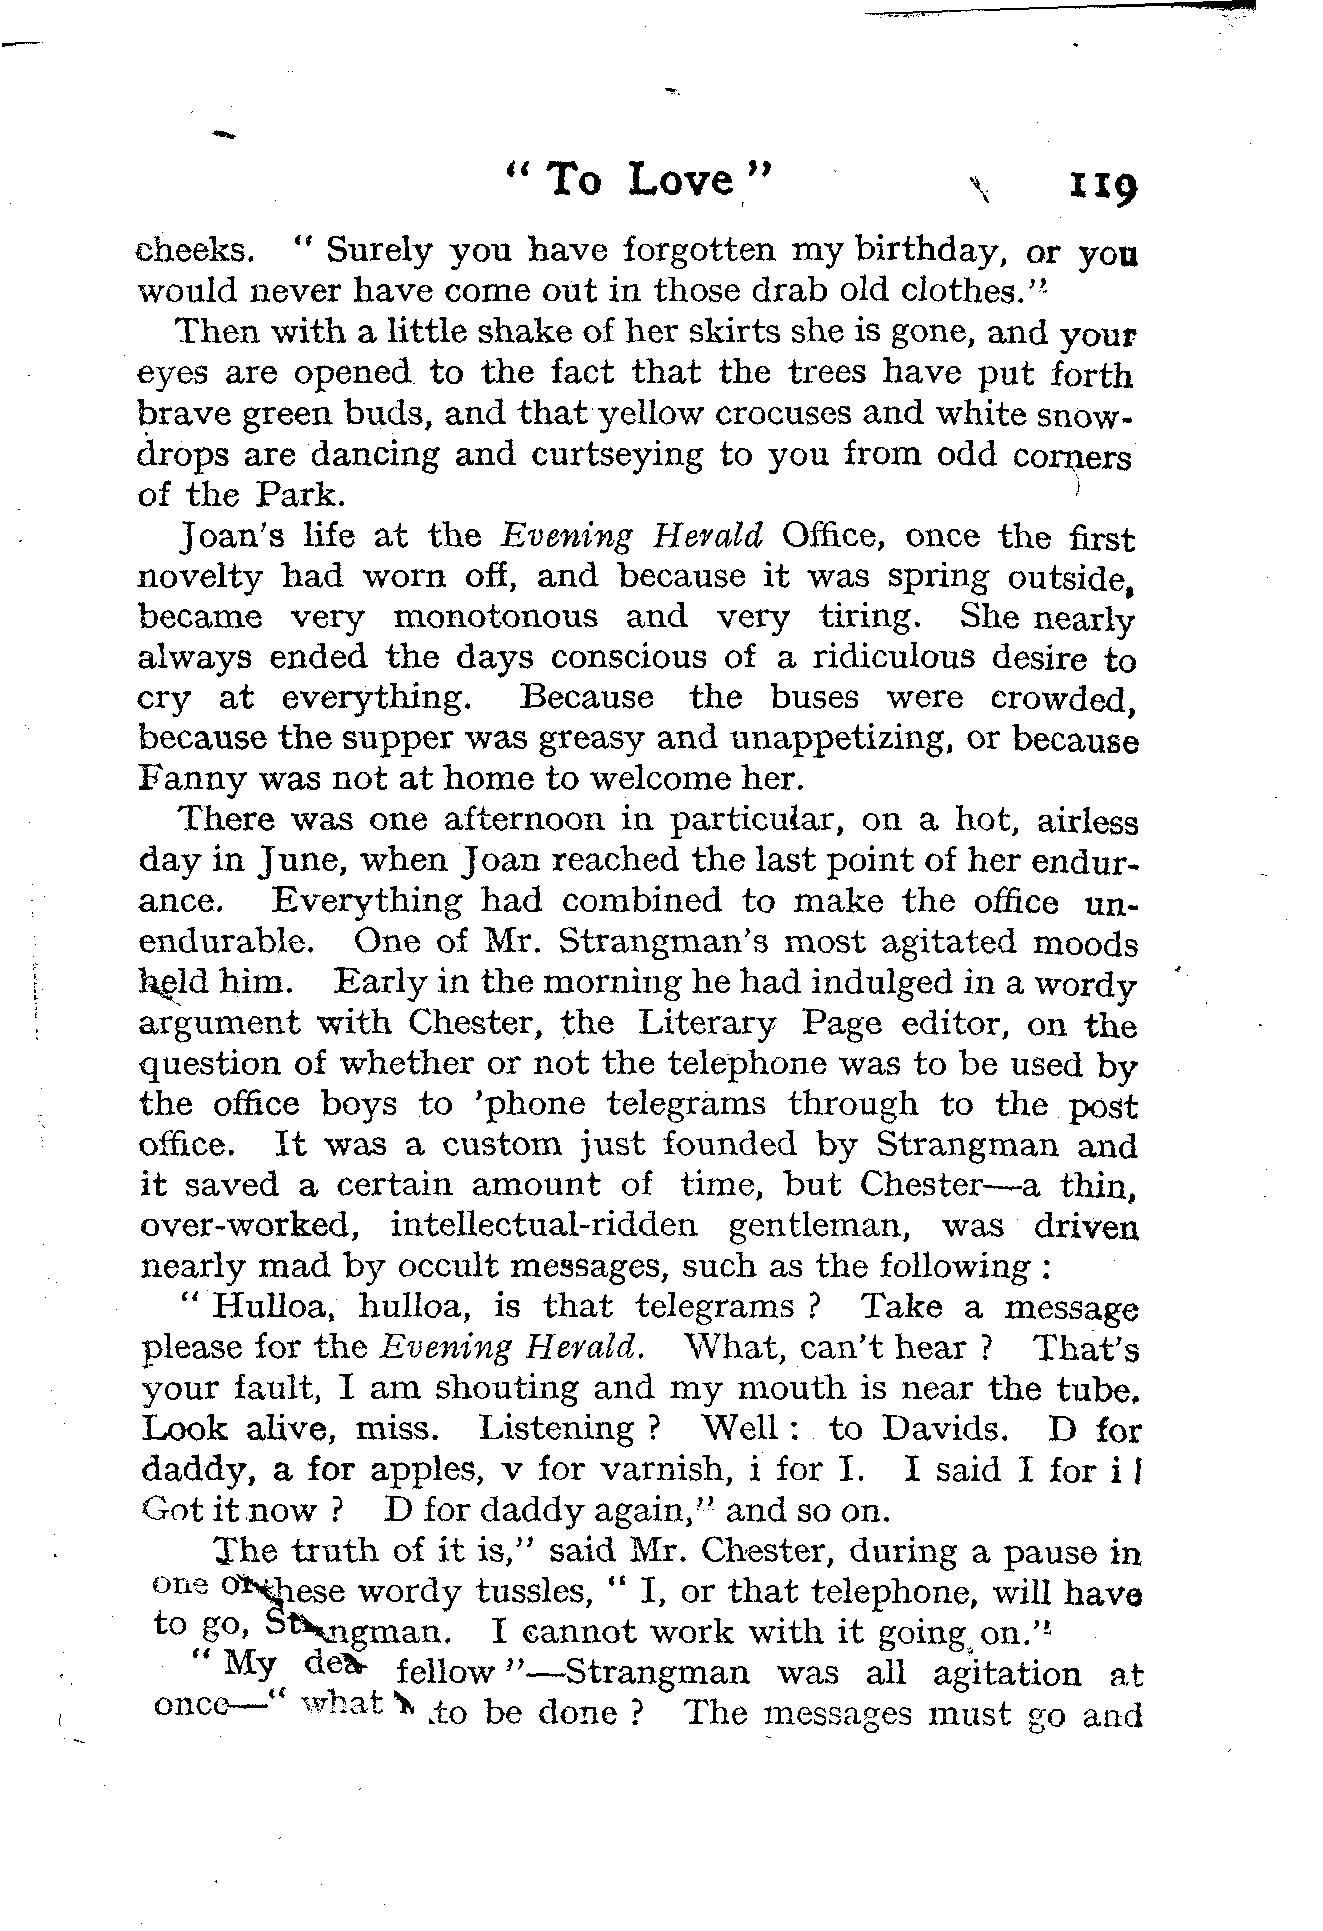 “ To Love ” 119
cheeks. “ Surely you have forgotten my birthday, or you
would never have come out in those drab old clothes.”
Then with a little shake of her skirts she is gone, and your
eyes are opened to the fact that the trees have put forth
brave green buds, and that yellow crocuses and white snow-
drops are dancing and curtseying to you from odd corners
of the Park.
Joan's life at the Evening Herald Office, once the first
novelty had worn off, and because it was spring outside,
became very monotonous and very tiring. She nearly
always ended the days conscious of a ridiculous desire to
cry at everything. Because the buses were crowded,
because the supper was greasy and unappetizing, or because
Fanny was not at home to welcome her.
There was one afternoon in particular, on a hot, airless
day in June, when Joan reached the last point of her endur-
ance. Everything had combined to make the office un-
endurable. One of Mr. Strangman's most agitated moods
held him. Early in the morning he had indulged in a wordy
argument with Chester, the Literary Page editor, on the
question of whether or not the telephone was to be used by
the office boys to 'phone telegrams through to the post
office. It was a custom just founded by Strangman and
it saved a certain amount of time, but Chester—a thin,
over-worked, intellectual-ridden gentleman, was driven
nearly mad by occult messages, such as the following :
“ Hulloa, hulloa, is that telegrams ? Take a message
please for the Evening Herald. What, can't hear ? That's
your fault, I am shouting and my mouth is near the tube.
Look alive, miss. Listening ? Well : to Davids. D for
daddy, a for apples, v for varnish, i for I. I said I for i !
Got it now ? D for daddy again,” and so on.
The truth of it is,” said Mr. Chester, during a pause in
one of these wordy tussles, “ I, or that telephone, will have
to go, Strangman. I cannot work with it going on.”
“ My dear fellow ”—Strangman was all agitation at
once—“ what to be done ? The messages must go and